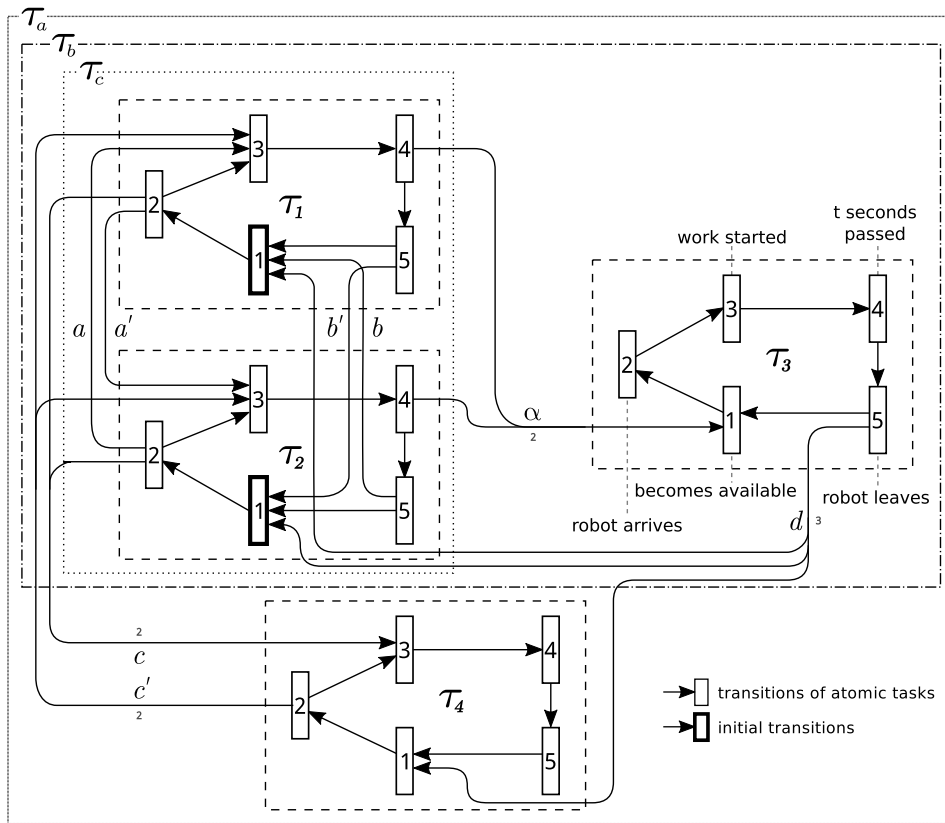 τa
τb
τc
3
4
2
τ1
1
5
t seconds
passed
work started
3
4
a
a′
b′
b
2
τ3
3
4
α
2
1
5
2
τ2
becomes available
robot leaves
1
5
robot arrives
d
3
2
3
4
c
c′
2
2
τ4
transitions of atomic tasks
initial transitions
1
5